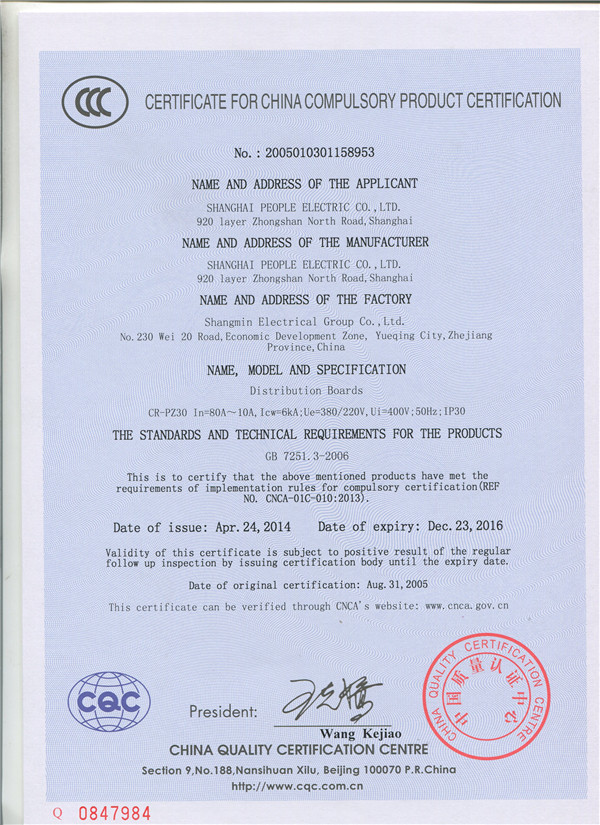 CCC
CERTIFICATE FOR CHINA COMPULSORY PRODUCT CERTIFICATION
No.: 2005010301158953
NAME AND ADDRESS OF THE APPLICANT
SHANGHAI PEOPLE ELECTRIC CO., LTD.
920 layer Zhongshan North Road, Shanghai
NAME AND ADDRESS OF THE MANUFACTURER
SHANGHAI PEOPLE ELECTRIC CO., LTD.
920 layer Zhongshan North Road, Shanghai
NAME AND ADDRESS OF THE FACTORY
Shangmin Electrical Group Co., Ltd.
No. 230 Wei 20 Road, Economic Development Zone, Yueqing City, Zhejiang
Province, China
NAME, MODEL AND SPECIFICATION
Distribution Boards
CR-PZ30 In=80A～10A, Icw=6kA; Ue=380/220V, Ui=400V; 50Hz; IP30
THE STANDARDS AND TECHNICAL REQUIREMENTS FOR THE PRODUCTS
GB 7251.3-2006
This is to certify that the above mentioned products have met the
requirements of implementation rules for compulsory certification(REF
NO. CNCA-01C-010:2013).
Date of issue: Apr. 24, 2014 Date of expiry: Dec. 23, 2016
Validity of this certificate is subject to positive result of the regular
follow up inspection by issuing certification body until the expiry date.
Date of original certification: Aug. 31, 2005
This certificate can be verified through CNCA's website: www.cnca.gov.cn
CQC
President:
Wang Kejiao
CHINA QUALITY CERTIFICATION CENTRE
中国质量认证中心
CHINA QUALITY CERTIFICATION CENTRE
Section 9, No.188, Nansihuan Xilu, Beijing 100070 P.R.China
http://www.cqc.com.cn
Q 0847984